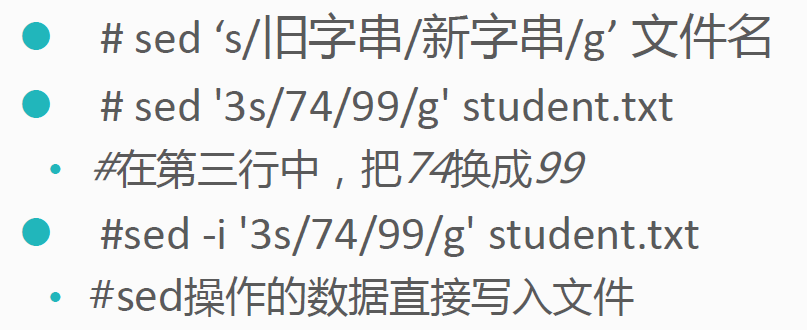 # sed ‘s/旧字串/新字串/g’ 文件名
# sed '3s/74/99/g' student.txt
#在第三行中，把74换成99
#sed -i '3s/74/99/g' student.txt
#sed操作的数据直接写入文件